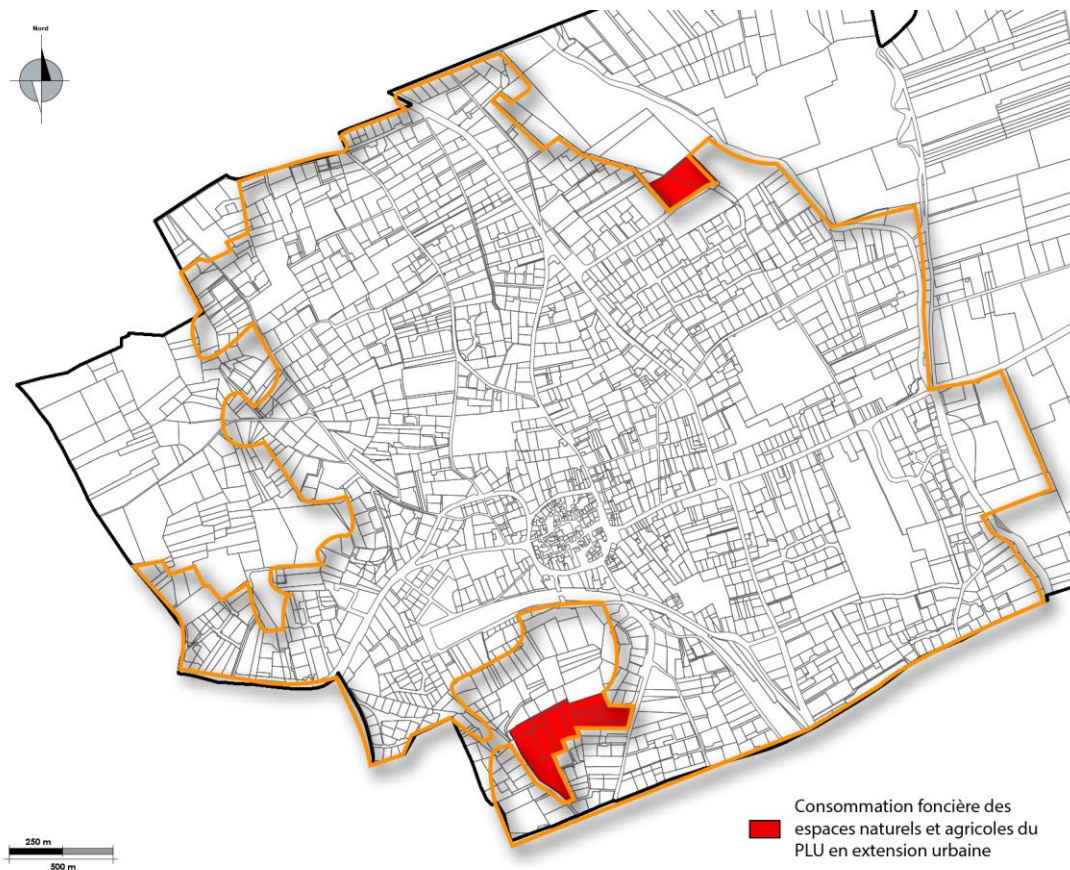 Nord
Consommation foncière des
espaces naturels et agricoles du
PLU en extension urbaine
250 m
500 m